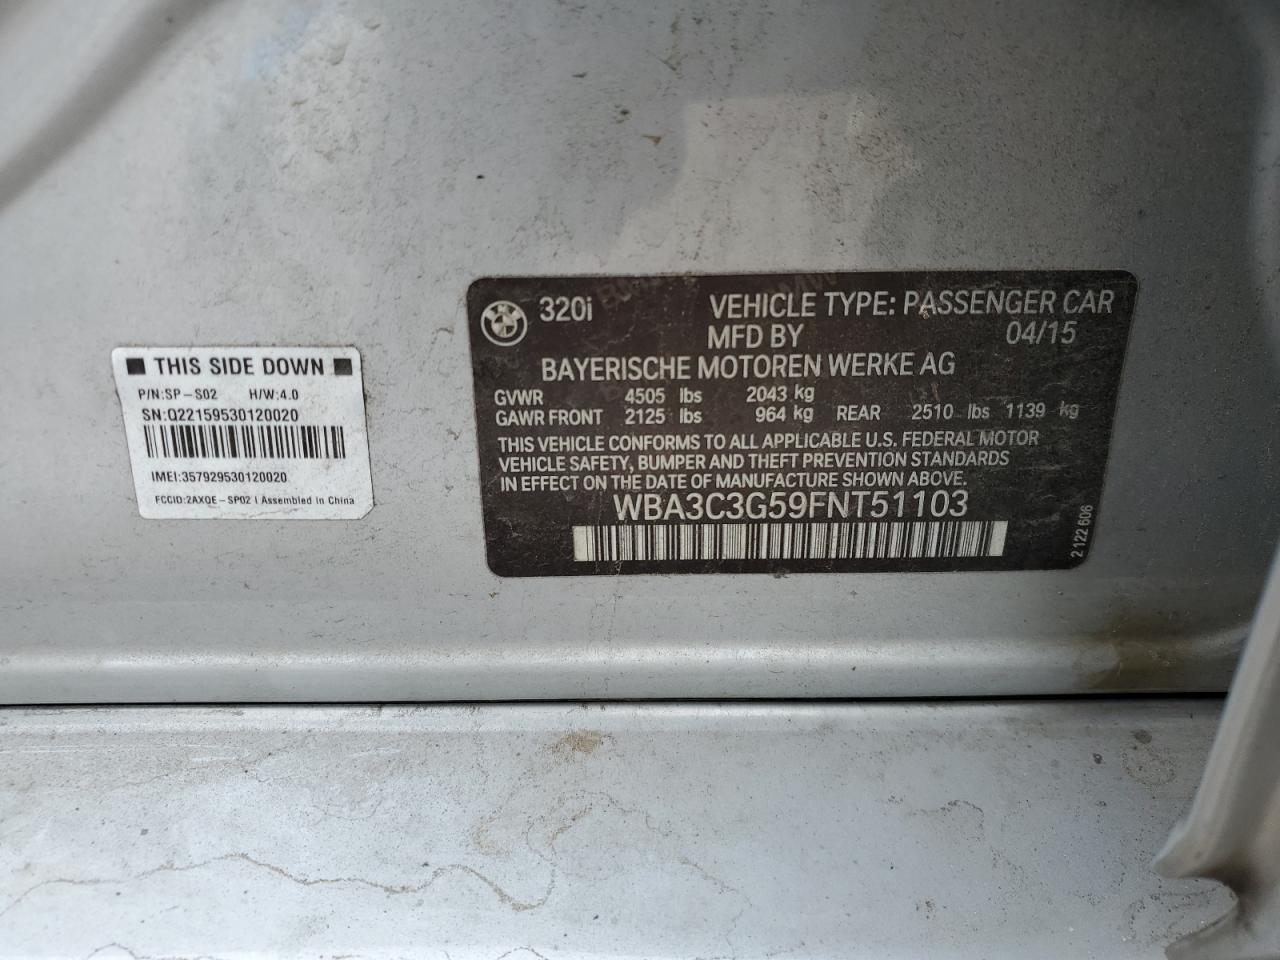 THIS SIDE DOWN
P/N:SP-S02 H/W:4.0
SN:Q22159530120020
IMEI:357929530120020
FCCID:2AXQE-SP02 | Assembled in China
320i VEHICLE TYPE: PASSENGER CAR
MFD BY 04/15
BAYERISCHE MOTOREN WERKE AG
GVWR 4505 lbs 2043 kg
GAWR FRONT 2125 lbs 964 kg REAR 2510 lbs 1139 kg
THIS VEHICLE CONFORMS TO ALL APPLICABLE U.S. FEDERAL MOTOR
VEHICLE SAFETY, BUMPER AND THEFT PREVENTION STANDARDS
IN EFFECT ON THE DATE OF MANUFACTURE SHOWN ABOVE.
WBA3C3G59FNT51103
2 122 606